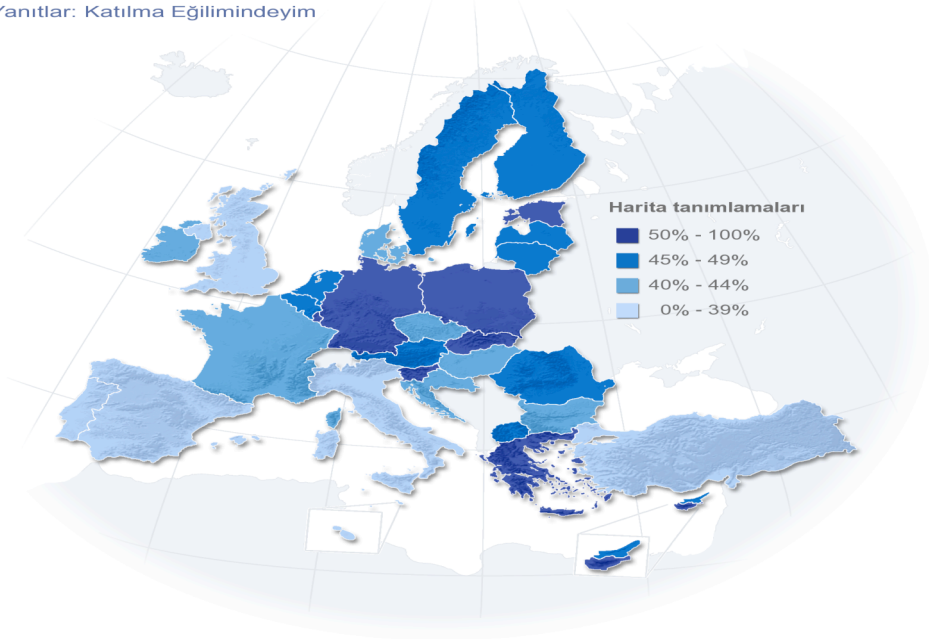 Yanıtlar: Katılma Eğilimindeyim
Harita tanımlamaları
50% - 100%
45% - 49%
40% - 44%
0% - 39%